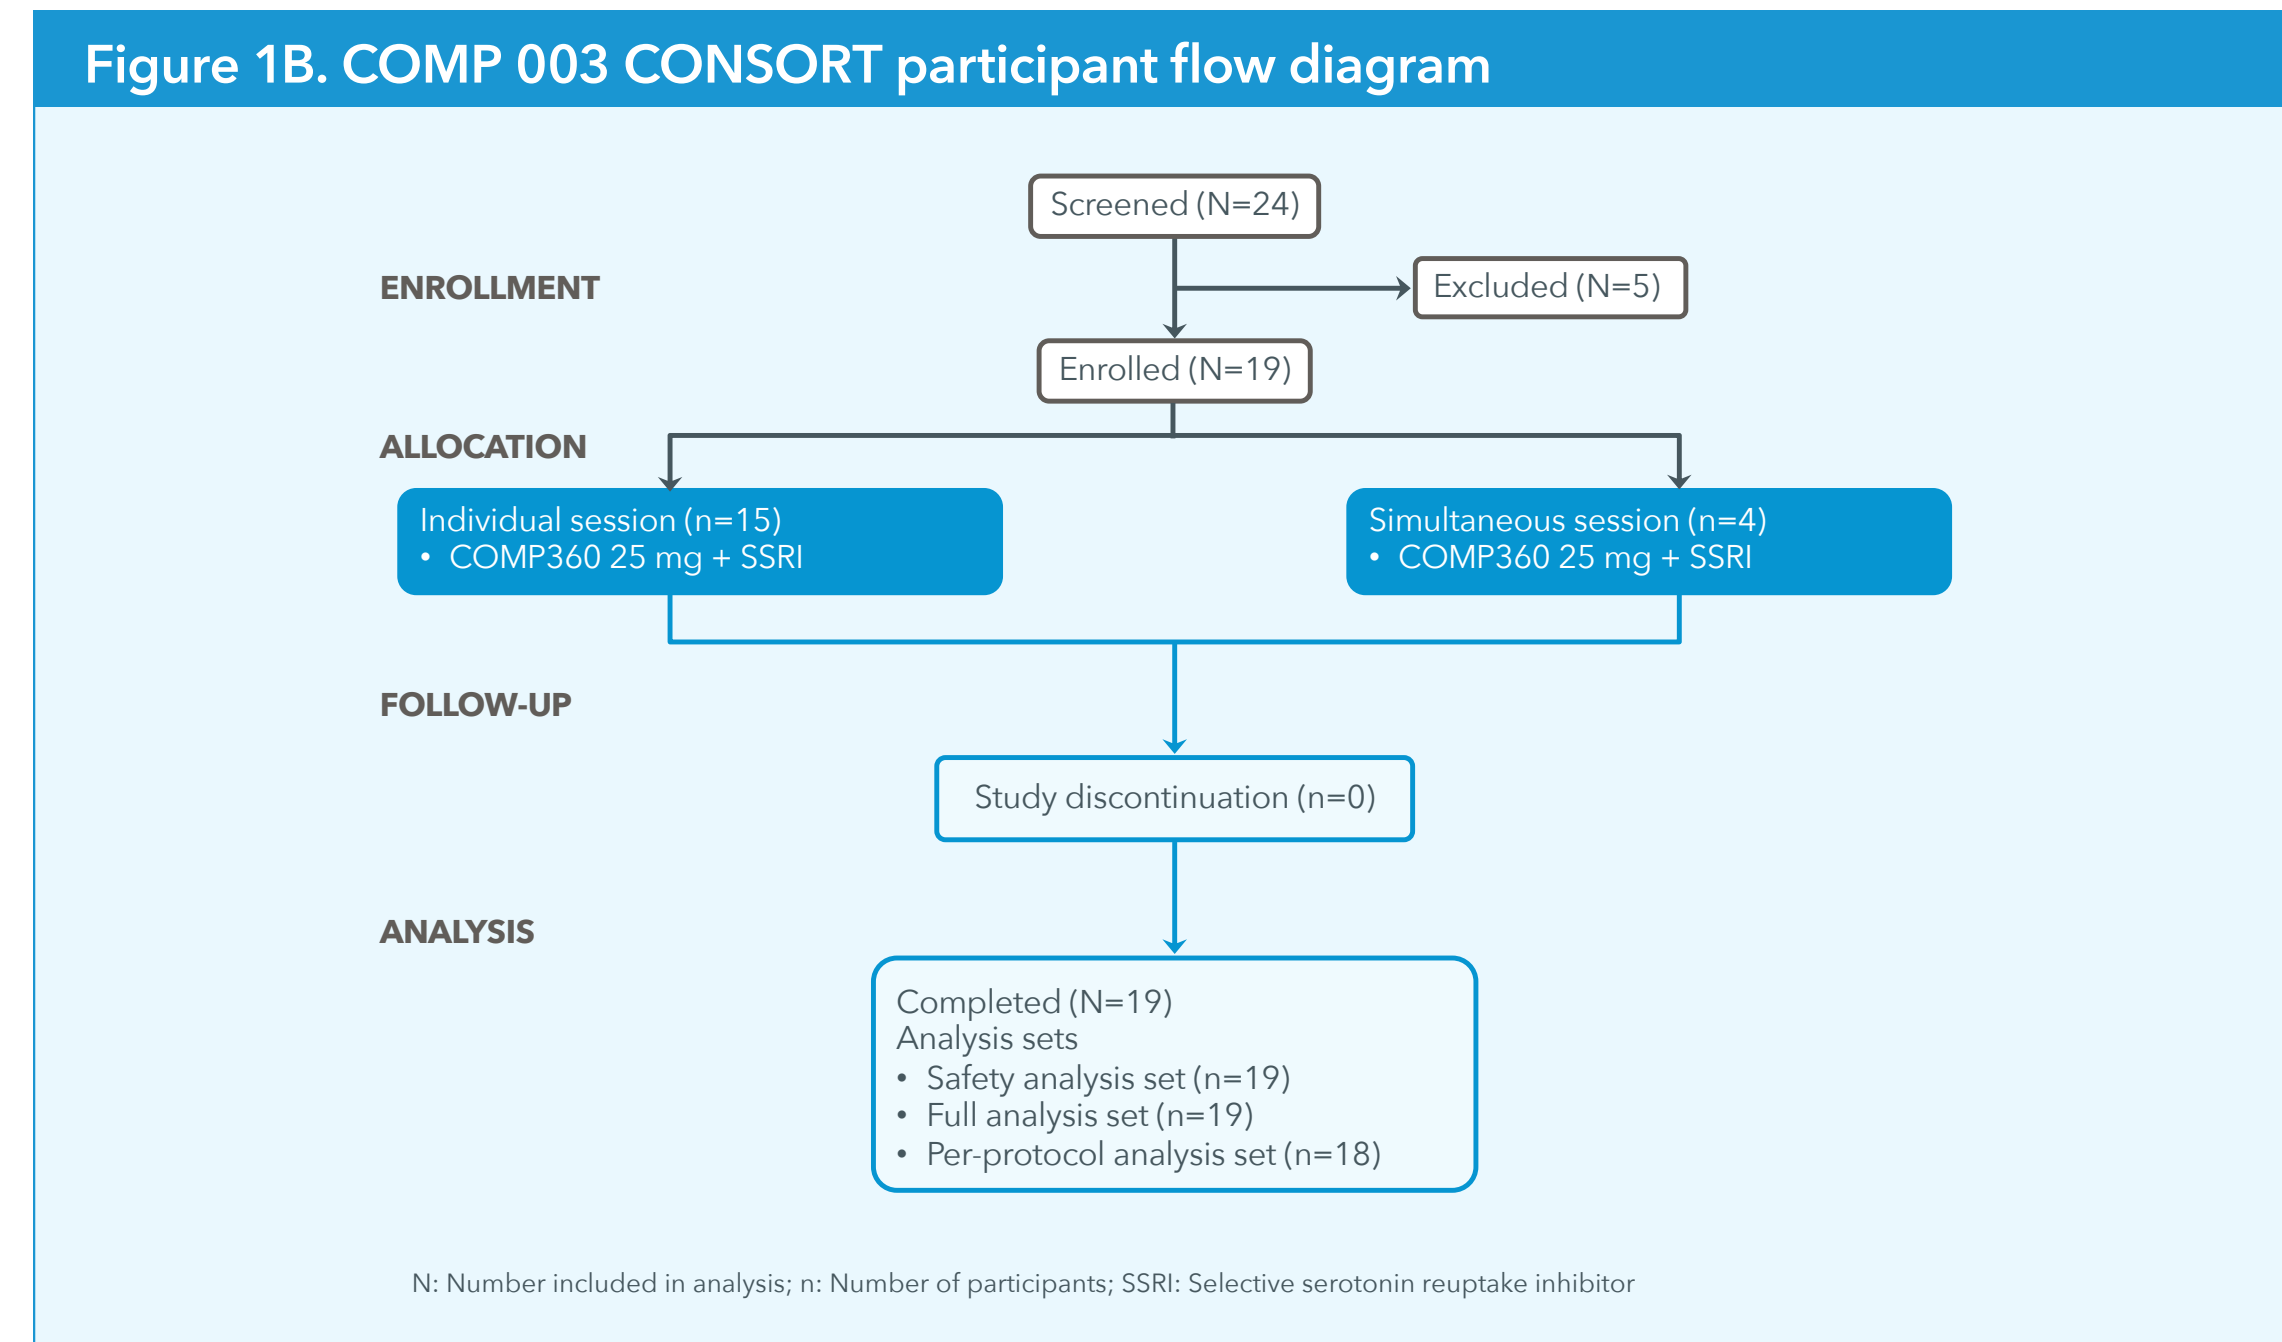 Figure 1B. COMP 003 CONSORT participant flow diagram
Screened (N=24)
ENROLLMENT
Excluded (N=5)
Enrolled (N=19)
ALLOCATION
Individual session (n=15)
• COMP360 25 mg + SSRI
Simultaneous session (n=4)
• COMP360 25 mg + SSRI
FOLLOW-UP
Study discontinuation (n=0)
ANALYSIS
Completed (N=19)
Analysis sets
• Safety analysis set (n=19)
• Full analysis set (n=19)
• Per-protocol analysis set (n=18)
N: Number included in analysis; n: Number of participants; SSRI: Selective serotonin reuptake inhibitor